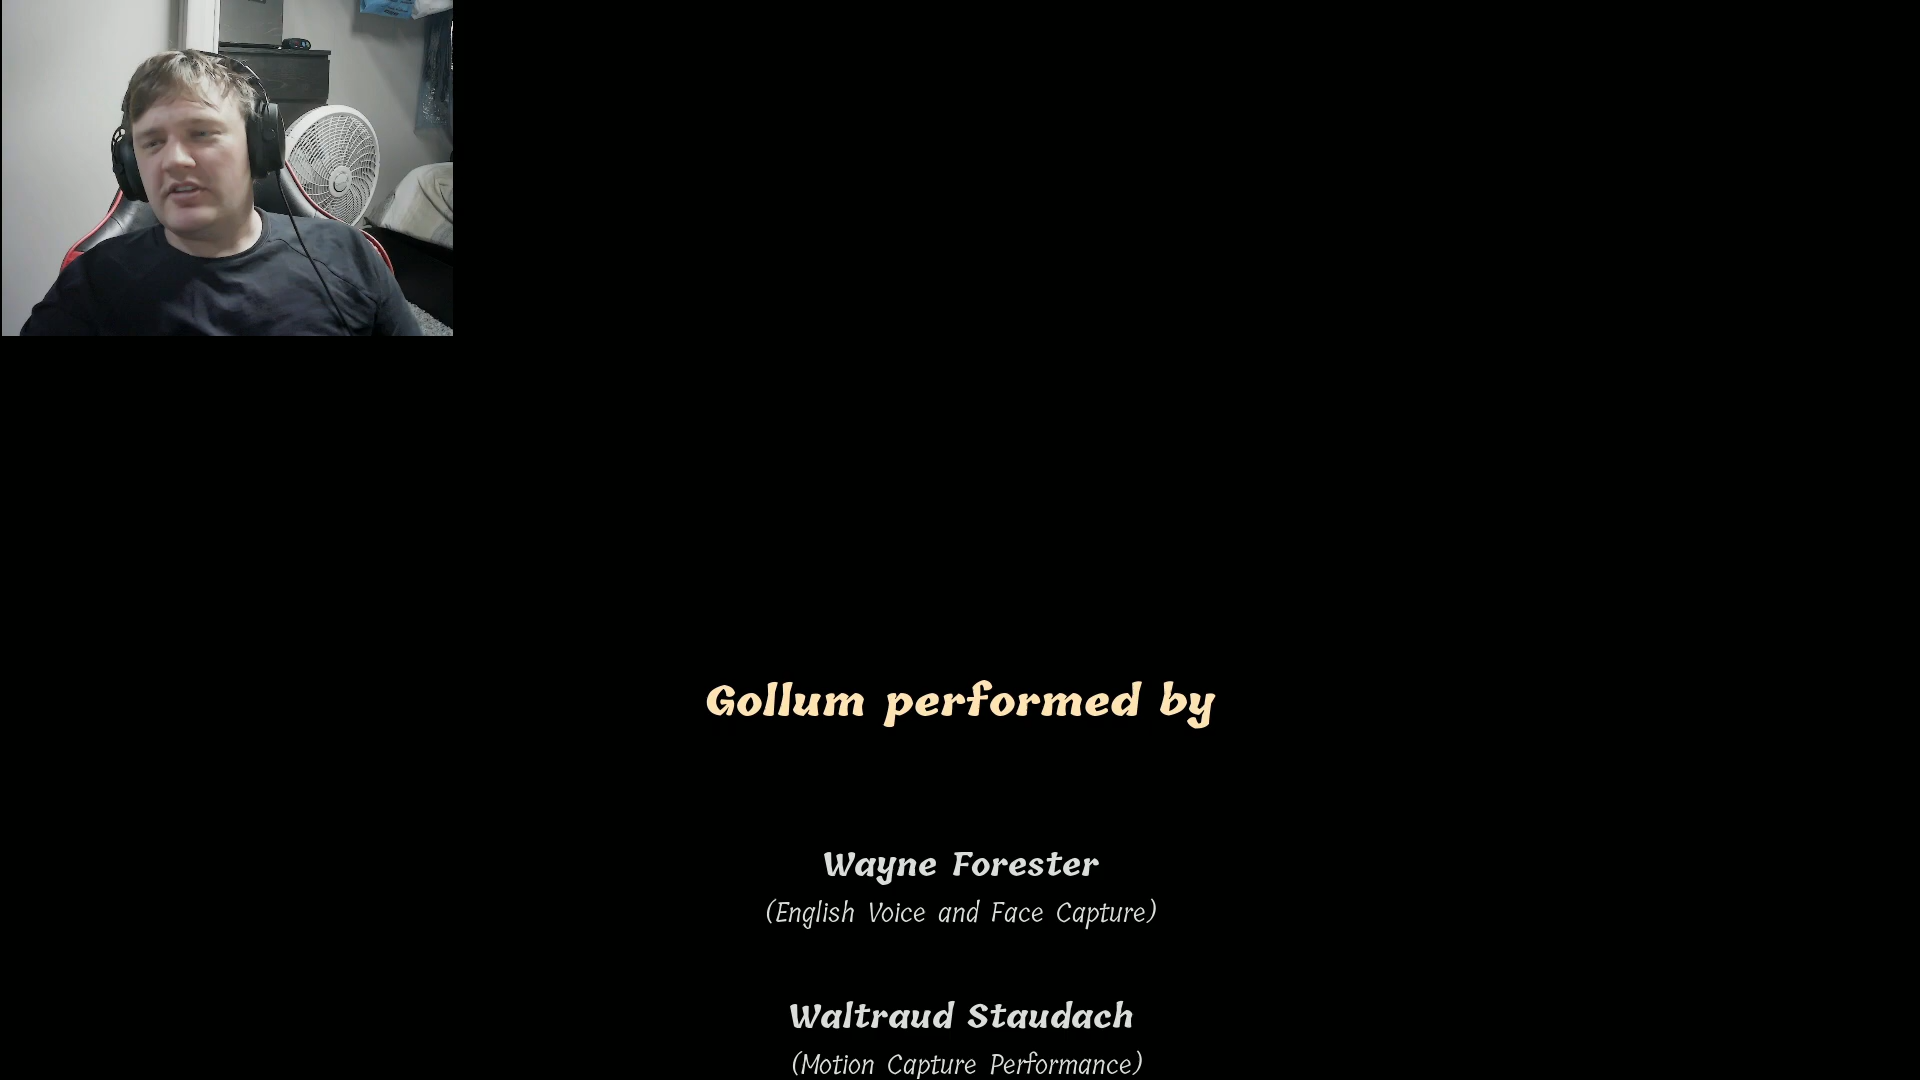 Gollum performed by
Wayne Forester
(English Voice and Face Capture)
Waltraud Staudach
(Motion Capture Performance)